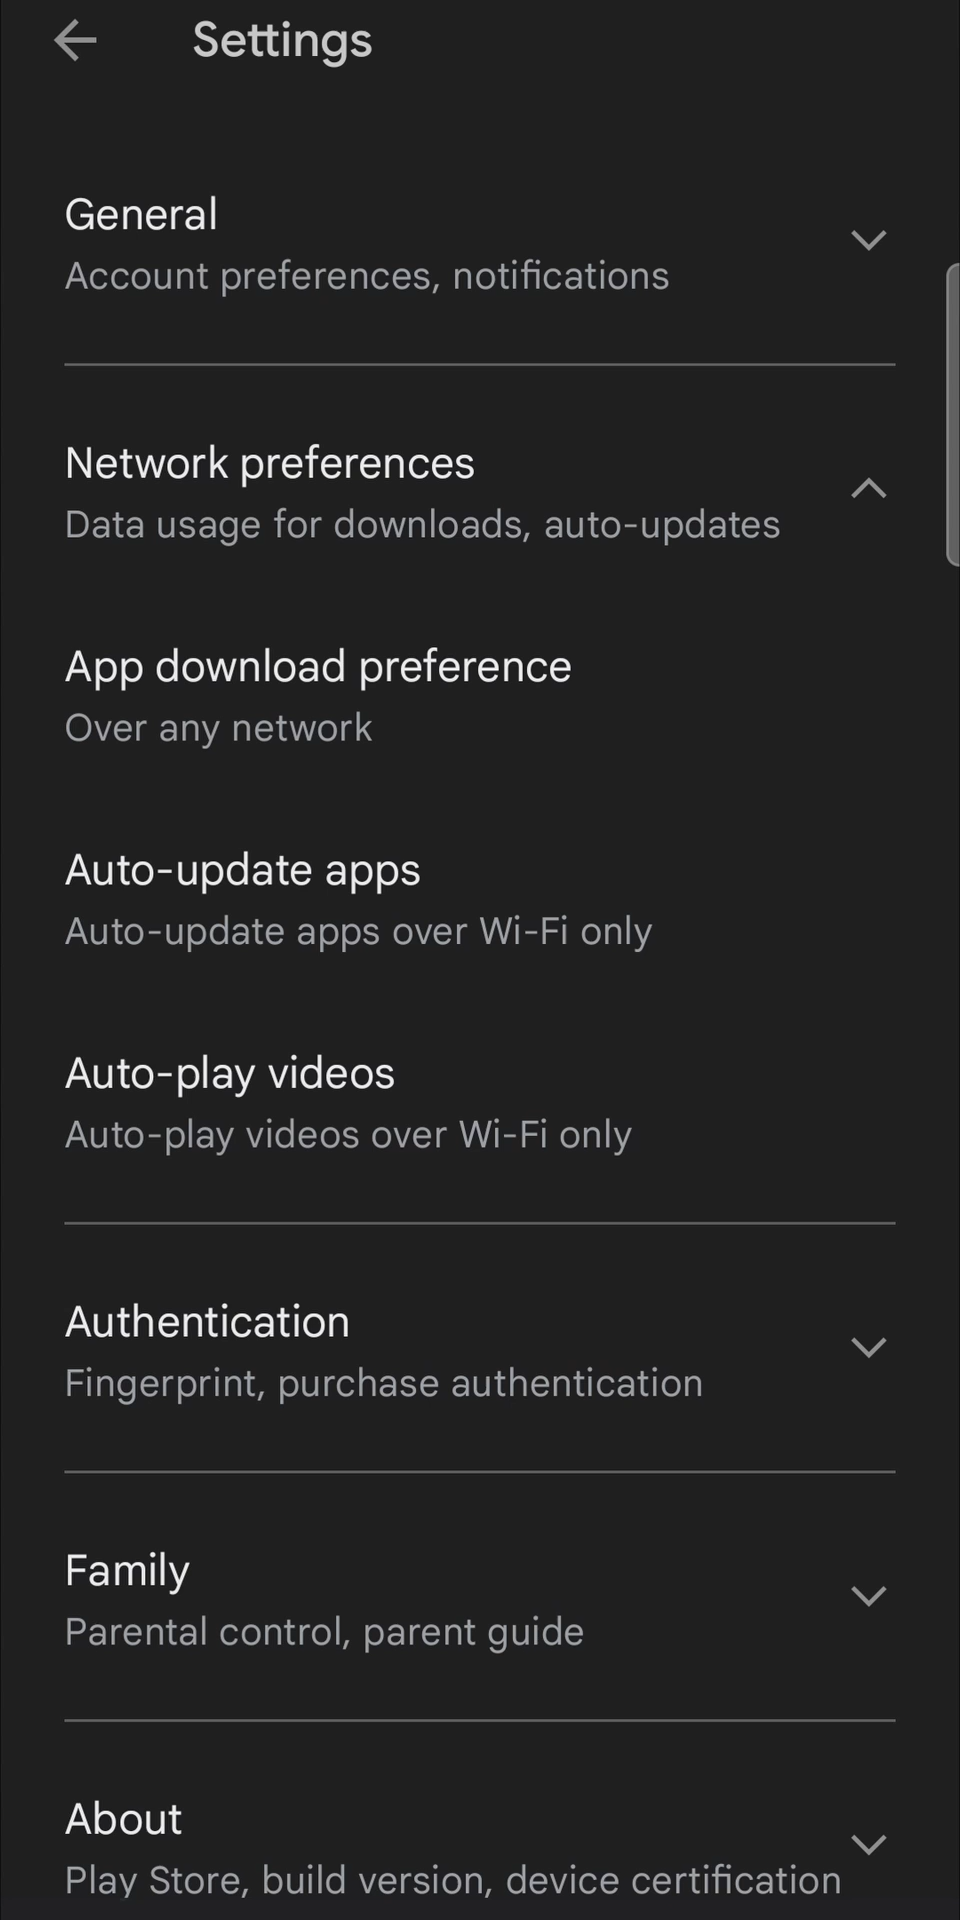 Settings
General
Account preferences, notifications
Network preferences
Data usage for downloads, auto-updates
App download preference
Over any network
Auto-update apps
Auto-update apps over Wi-Fi only
Auto-play videos
Auto-play videos over Wi-Fi only
Authentication
Fingerprint, purchase authentication
Family
Parental control, parent guide
About
Play Store, build version, device certification